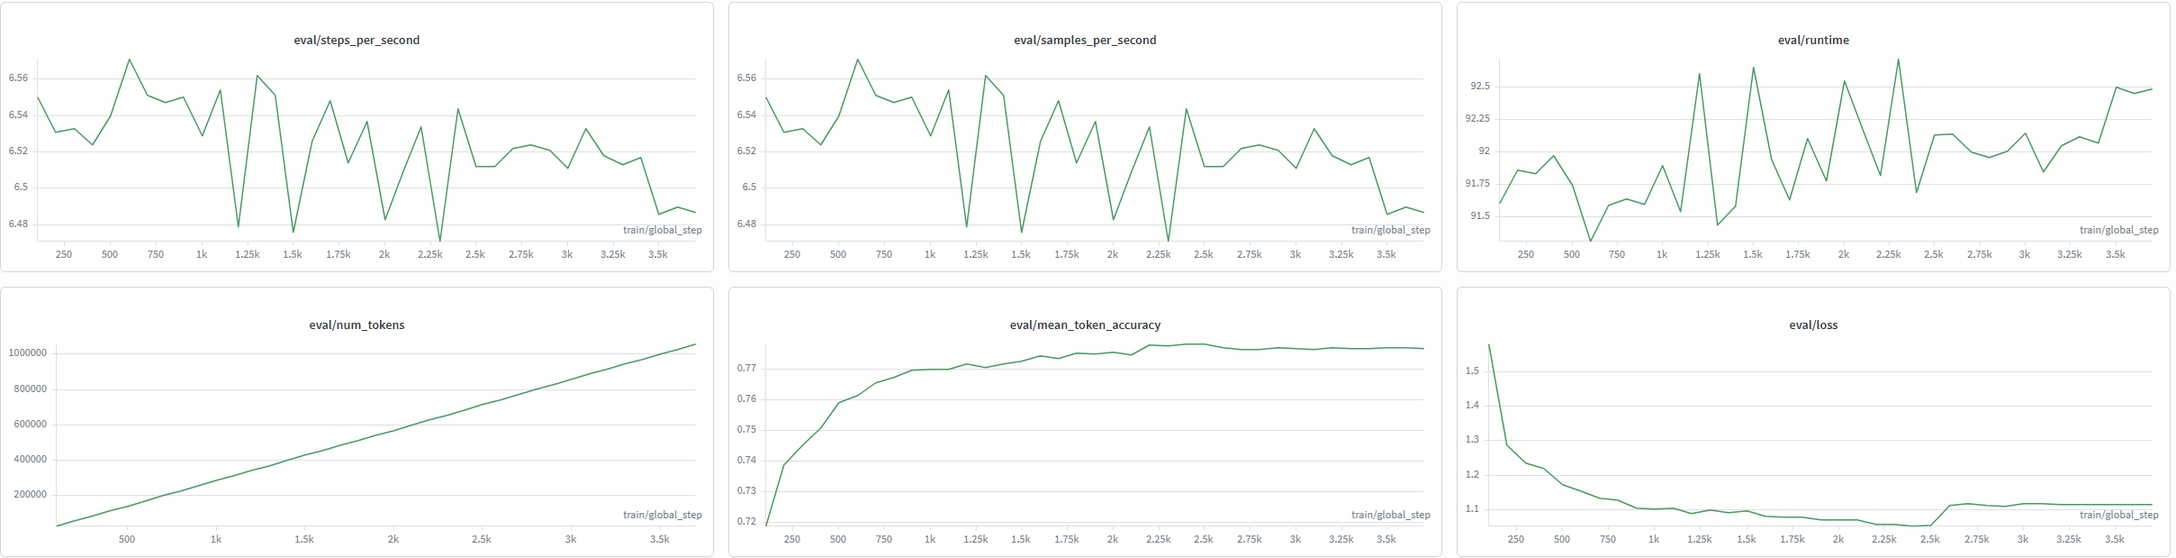 eval/steps_per_second
6.56
6.54
6.52
6.5
6.48
train/global_step
250 500 750 1k 1.25k 1.5k 1.75k 2k 2.25k 2.5k 2.75k 3k 3.25k 3.5k
eval/samples_per_second
6.56
6.54
6.52
6.5
6.48
train/global_step
250 500 750 1k 1.25k 1.5k 1.75k 2k 2.25k 2.5k 2.75k 3k 3.25k 3.5k
eval/runtime
92.5
92.25
92
91.75
91.5
train/global_step
250 500 750 1k 1.25k 1.5k 1.75k 2k 2.25k 2.5k 2.75k 3k 3.25k 3.5k
eval/num_tokens
1000000
800000
600000
400000
200000
train/global_step
500 1k 1.5k 2k 2.5k 3k 3.5k
eval/mean_token_accuracy
0.77
0.76
0.75
0.74
0.73
0.72
train/global_step
250 500 750 1k 1.25k 1.5k 1.75k 2k 2.25k 2.5k 2.75k 3k 3.25k 3.5k
eval/loss
1.5
1.4
1.3
1.2
1.1
train/global_step
250 500 750 1k 1.25k 1.5k 1.75k 2k 2.25k 2.5k 2.75k 3k 3.25k 3.5k